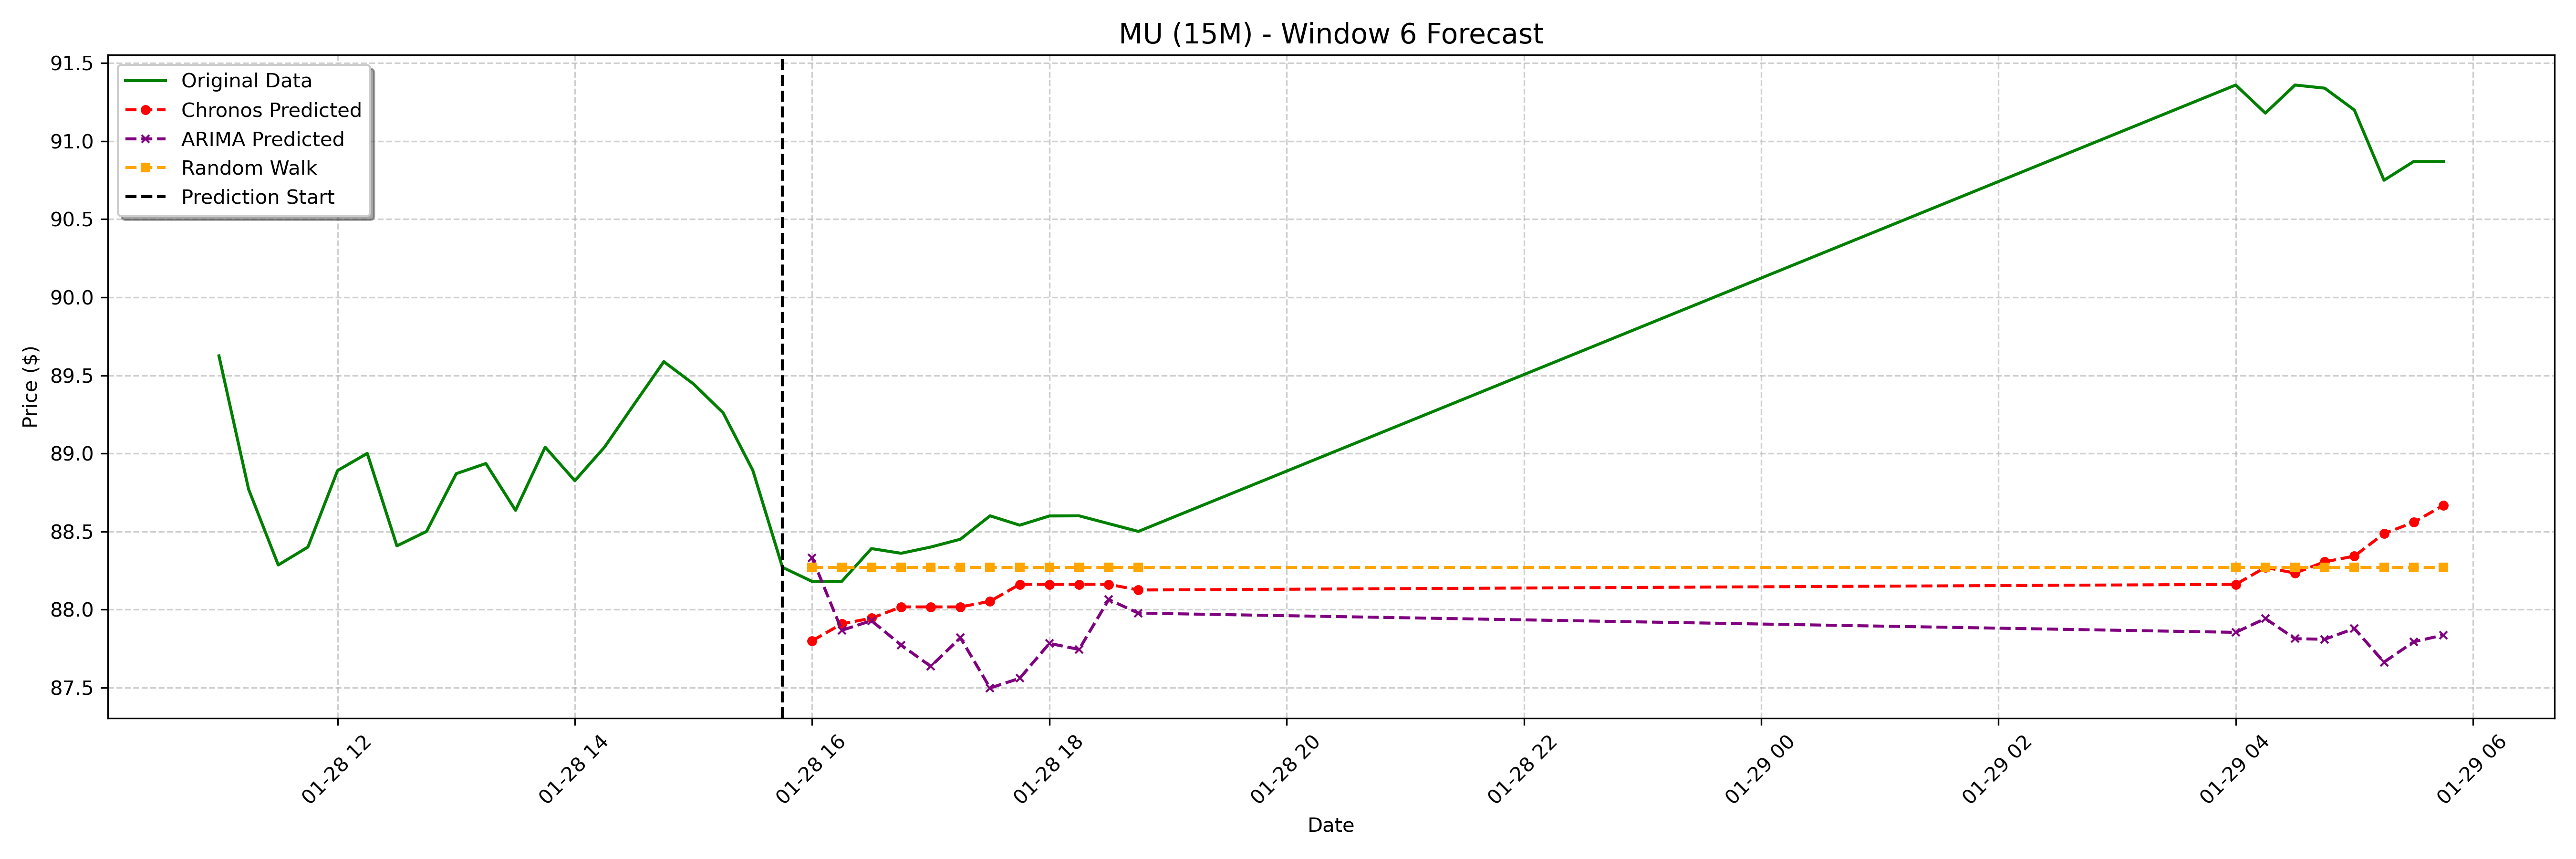 MU (15M) - Window 6 Forecast
Original Data
Chronos Predicted
ARIMA Predicted
Random Walk
Prediction Start
Price ($)
91.5
91.0
90.5
90.0
89.5
89.0
88.5
88.0
87.5
01-28 12
01-28 14
01-28 16
01-28 18
01-28 20
01-28 22
01-29 00
01-29 02
01-29 04
01-29 06
Date